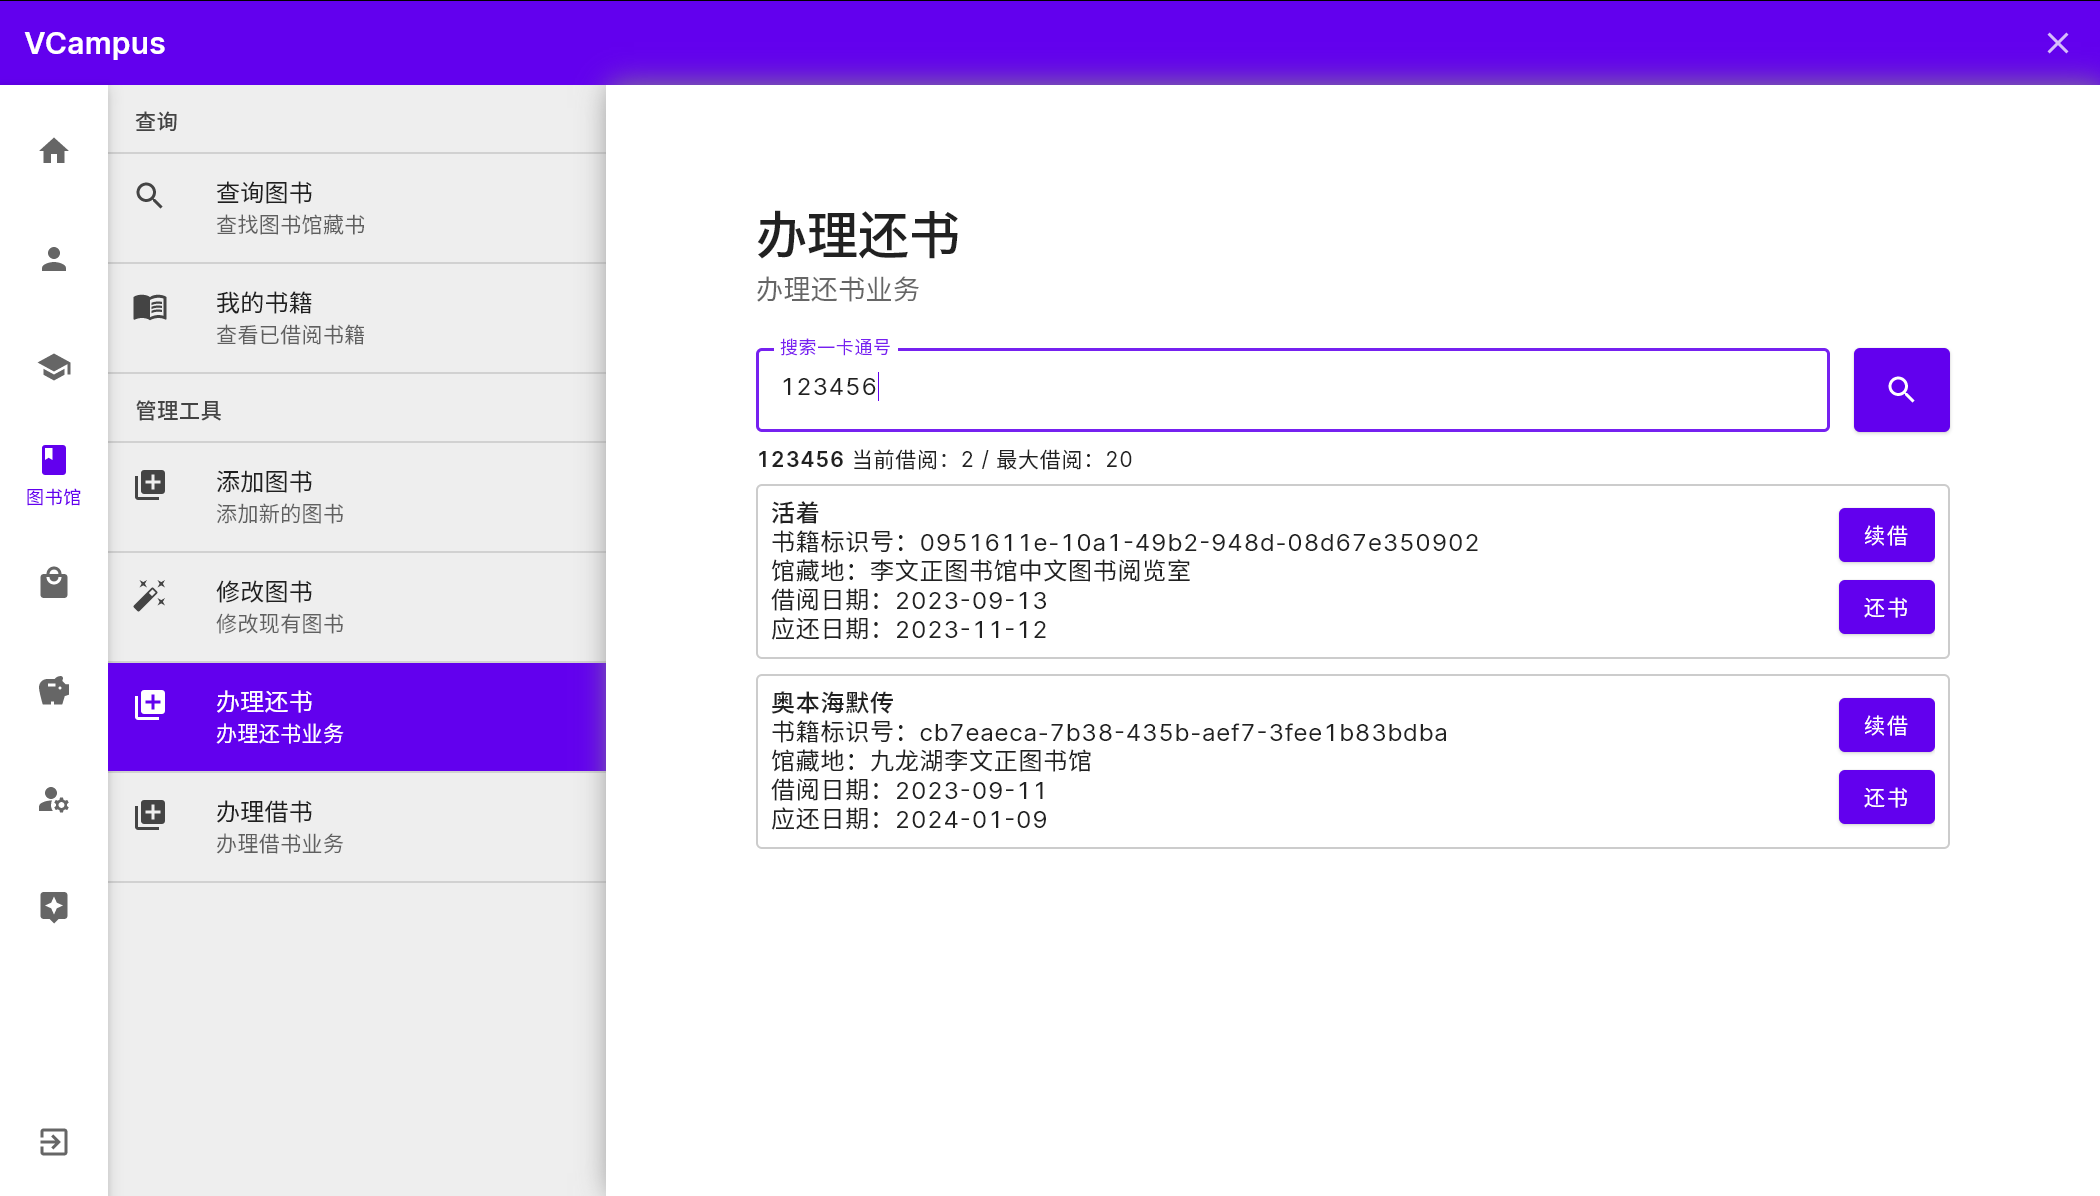 VCampus
查询
查询图书
查找图书馆藏书
我的书籍
查看已借阅书籍
管理工具
添加图书
添加新的图书
修改图书
修改现有图书
办理还书
办理还书业务
办理借书
办理借书业务
图书馆
办理还书
办理还书业务
搜索一卡通号
123456
123456 当前借阅：2 / 最大借阅：20
活着
书籍标识号：0951611e-10a1-49b2-948d-08d67e350902
馆藏地：李文正图书馆中文图书阅览室
借阅日期：2023-09-13
应还日期：2023-11-12
续借
还书
奥本海默传
书籍标识号：cb7eaeca-7b38-435b-aef7-3fee1b83bdba
馆藏地：九龙湖李文正图书馆
借阅日期：2023-09-11
应还日期：2024-01-09
续借
还书